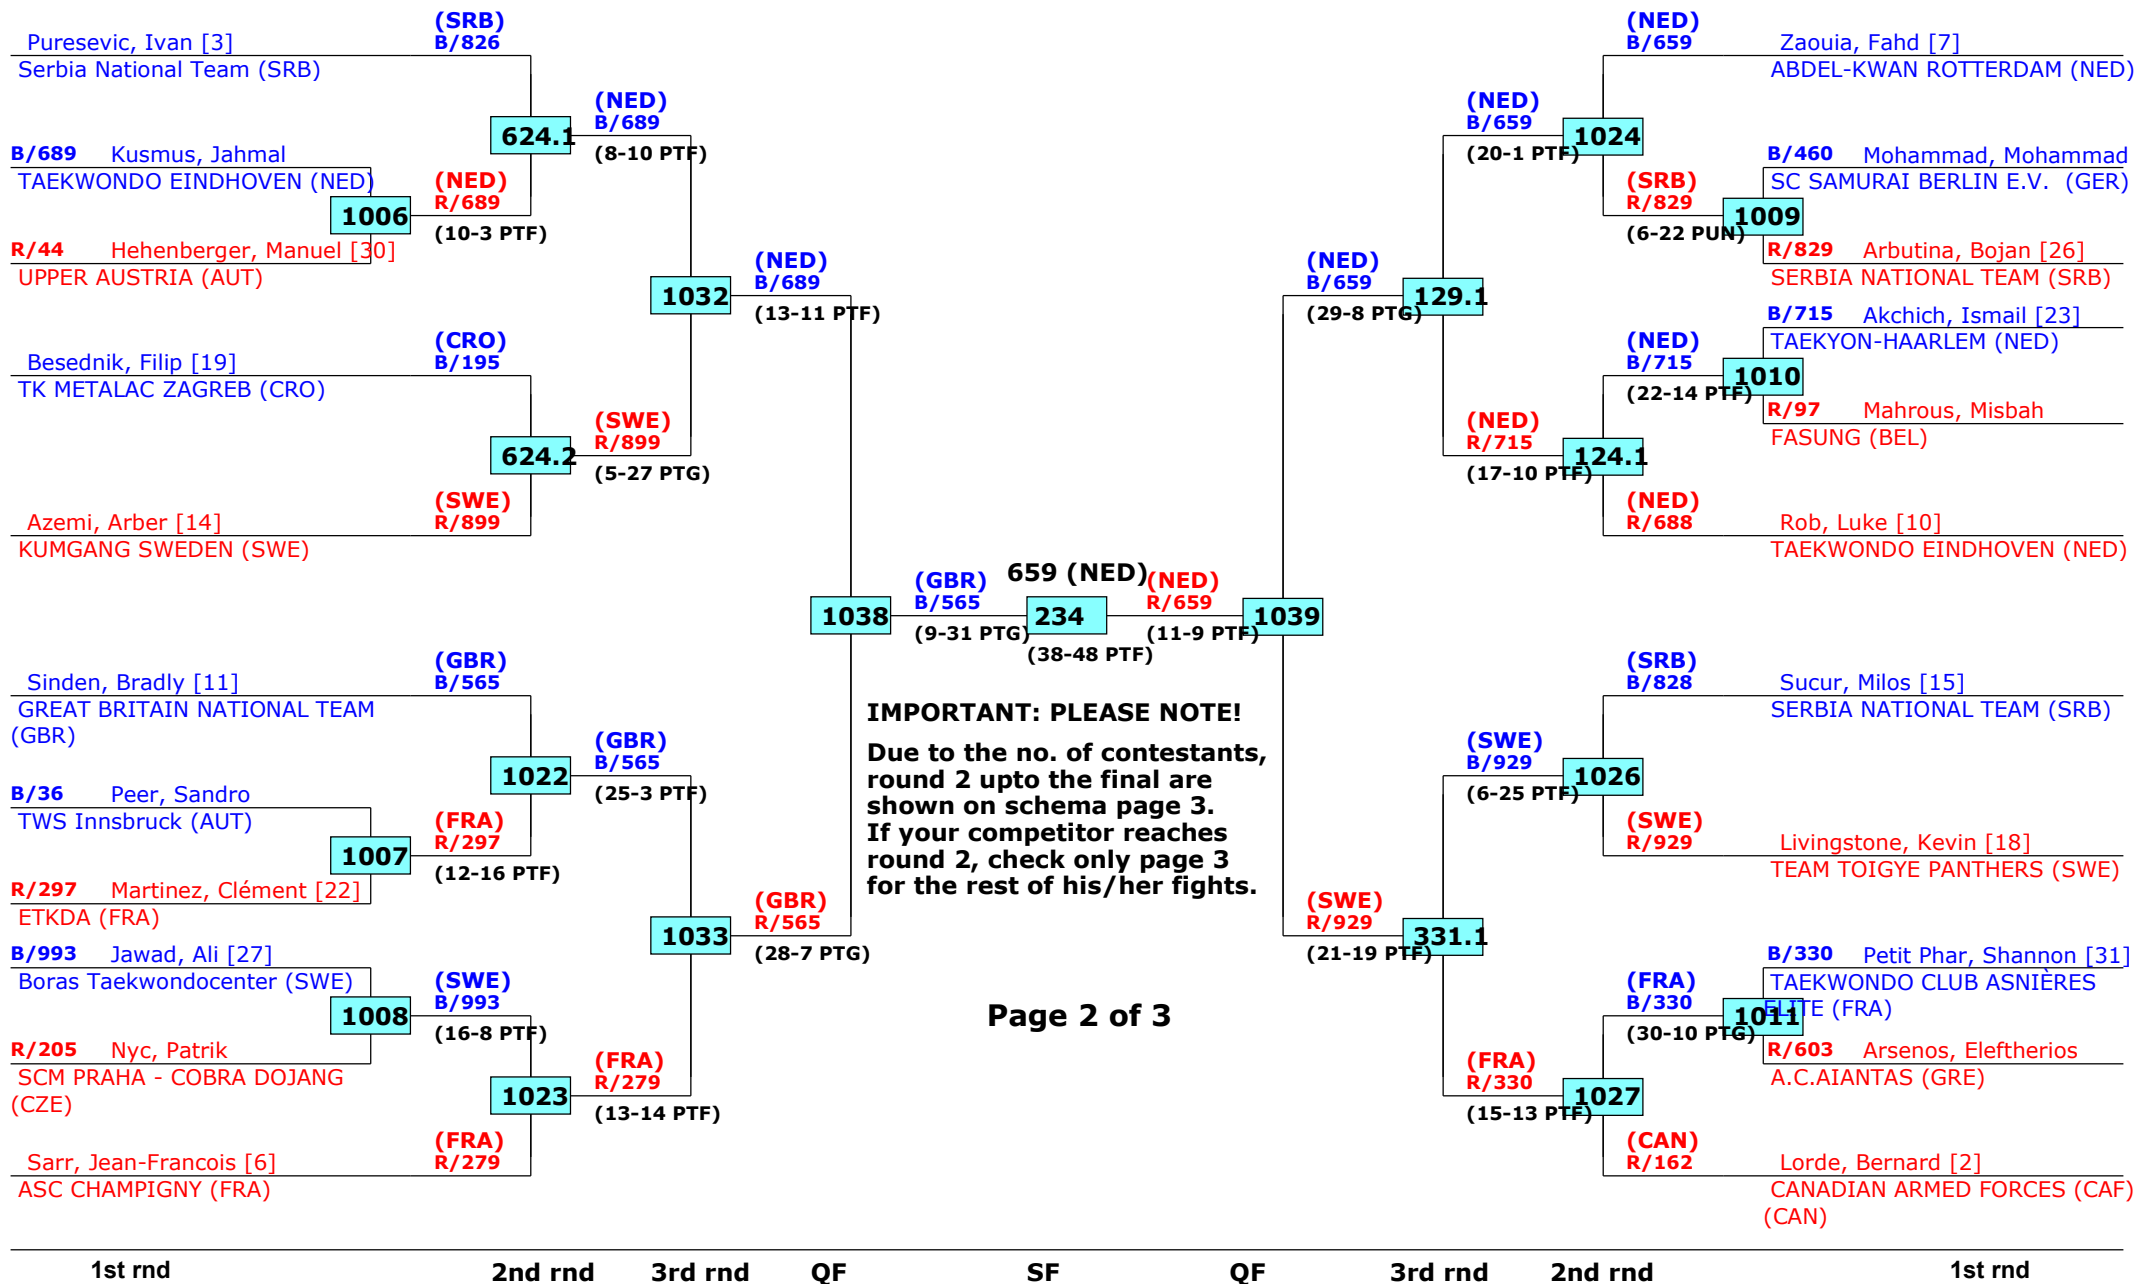 Puresevic, Ivan [3]
Serbia National Team (SRB)
(SRB)
B/826
B/689 Kusmus, Jahmal
TAEKWONDO EINDHOVEN (NED)
R/44 Hehenberger, Manuel [30]
UPPER AUSTRIA (AUT)
1006
(NED)
R/689
(10-3 PTF)
624.1
(NED)
B/689
(8-10 PTF)
Besednik, Filip [19]
TK METALAC ZAGREB (CRO)
(CRO)
B/195
Azemi, Arber [14]
KUMGANG SWEDEN (SWE)
(SWE)
R/899
624.2
(SWE)
R/899
(5-27 PTG)
1032
(NED)
B/689
(13-11 PTF)
Sinden, Bradly [11]
GREAT BRITAIN NATIONAL TEAM
(GBR)
(GBR)
B/565
B/36 Peer, Sandro
TWS Innsbruck (AUT)
R/297 Martinez, Clément [22]
ETKDA (FRA)
1007
(FRA)
R/297
(12-16 PTF)
1022
(GBR)
B/565
(25-3 PTF)
B/993 Jawad, Ali [27]
Boras Taekwondocenter (SWE)
R/205 Nyc, Patrik
SCM PRAHA - COBRA DOJANG
(CZE)
1008
(SWE)
B/993
(16-8 PTF)
Sarr, Jean-Francois [6]
ASC CHAMPIGNY (FRA)
(FRA)
R/279
1023
(FRA)
R/279
(13-14 PTF)
1033
(GBR)
R/565
(28-7 PTG)
1038
(GBR)
B/565
(9-31 PTG)
659 (NED)
234
(38-48 PTF)
(NED)
R/659
(11-9 PTF)
1039
IMPORTANT: PLEASE NOTE!
Due to the no. of contestants,
round 2 upto the final are
shown on schema page 3.
If your competitor reaches
round 2, check only page 3
for the rest of his/her fights.
Page 2 of 3
(NED)
B/659
Zaouia, Fahd [7]
ABDEL-KWAN ROTTERDAM (NED)
B/460 Mohammad, Mohammad
SC SAMURAI BERLIN E.V. (GER)
R/829 Arbutina, Bojan [26]
SERBIA NATIONAL TEAM (SRB)
1009
(SRB)
R/829
(6-22 PUN)
1024
(NED)
B/659
(20-1 PTF)
B/715 Akchich, Ismail [23]
TAEKYON-HAARLEM (NED)
R/97 Mahrous, Misbah
FASUNG (BEL)
1010
(NED)
B/715
(22-14 PTF)
(NED)
R/688
Rob, Luke [10]
TAEKWONDO EINDHOVEN (NED)
124.1
(NED)
R/715
(17-10 PTF)
129.1
(NED)
B/659
(29-8 PTG)
(SRB)
B/828
Sucur, Milos [15]
SERBIA NATIONAL TEAM (SRB)
(SWE)
R/929
Livingstone, Kevin [18]
TEAM TOIGYE PANTHERS (SWE)
1026
(SWE)
B/929
(6-25 PTF)
B/330 Petit Phar, Shannon [31]
TAEKWONDO CLUB ASNIÈRES
ELITE (FRA)
R/603 Arsenos, Eleftherios
A.C.AIANTAS (GRE)
1011
(FRA)
B/330
(30-10 PTG)
(CAN)
R/162
Lorde, Bernard [2]
CANADIAN ARMED FORCES (CAF)
(CAN)
1027
(FRA)
R/330
(15-13 PTF)
331.1
(SWE)
R/929
(21-19 PTF)
1st rnd 2nd rnd 3rd rnd QF SF QF 3rd rnd 2nd rnd 1st rnd